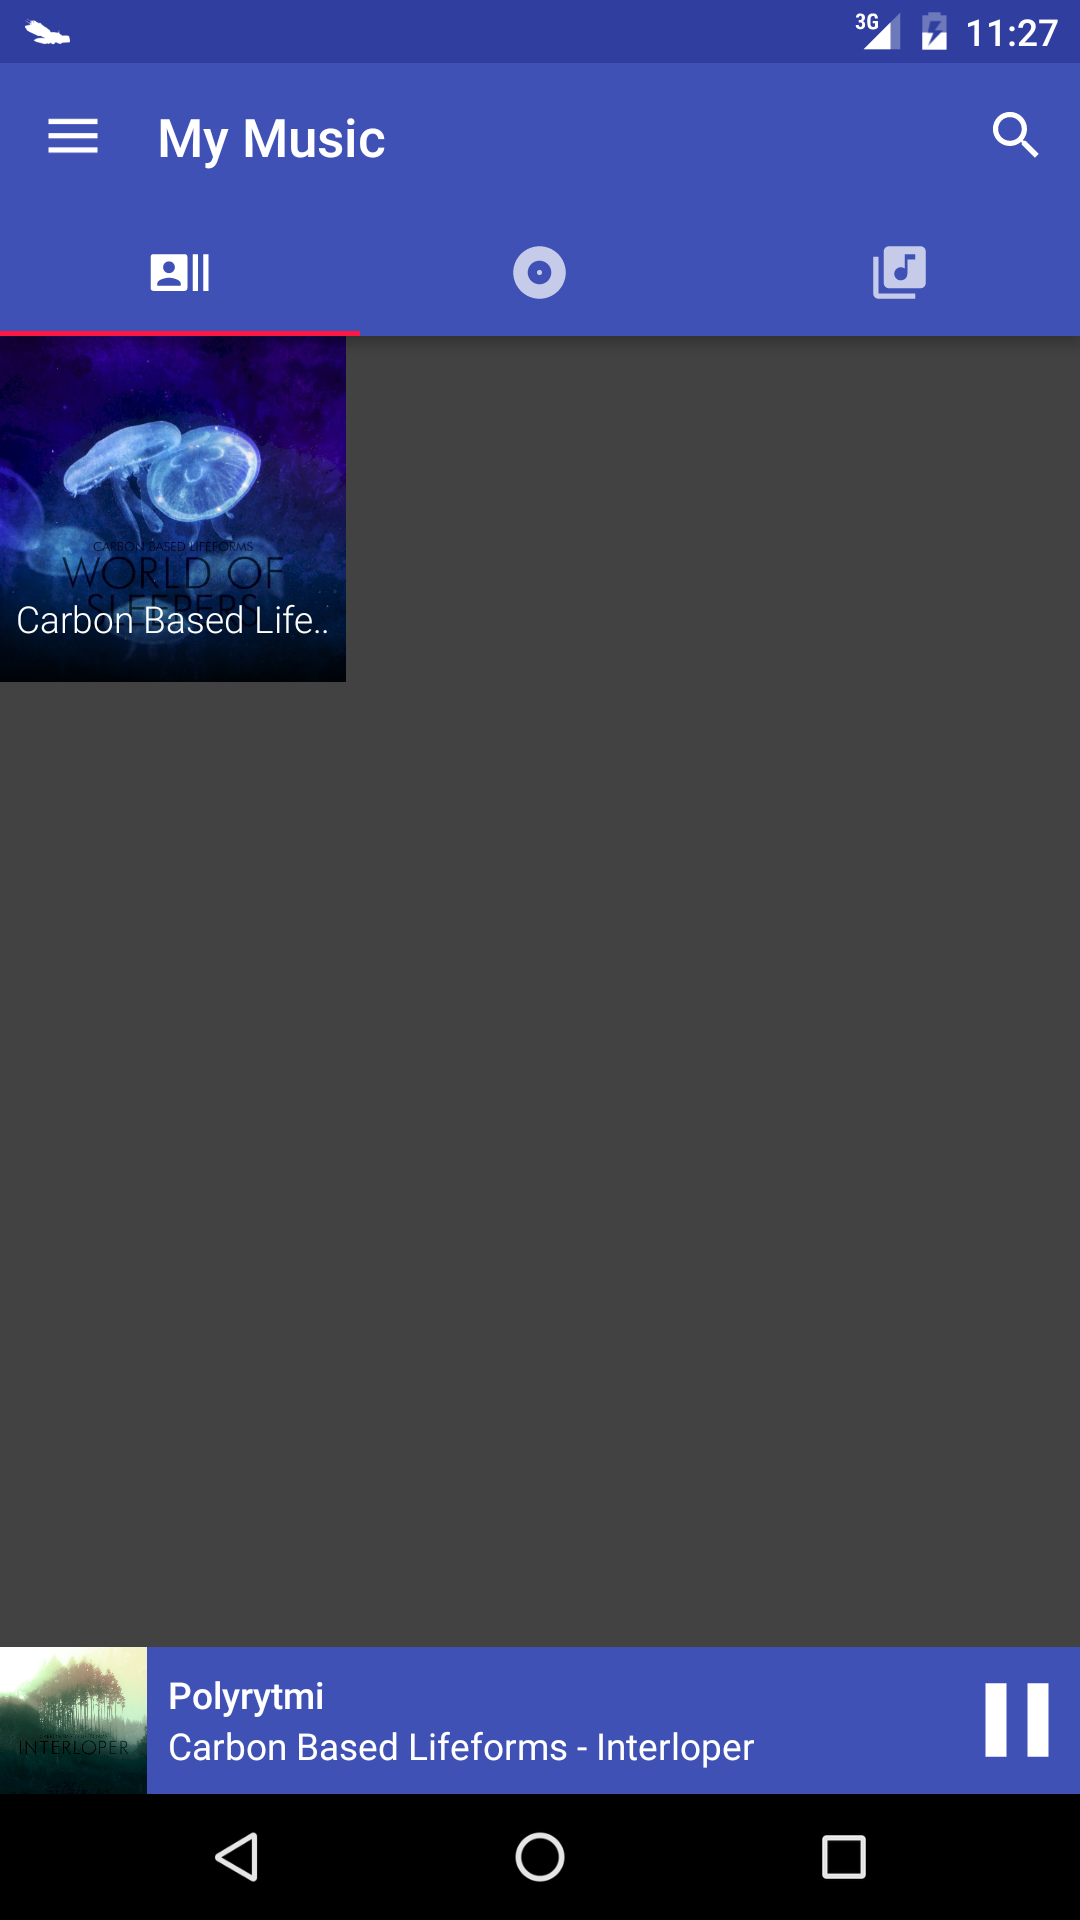 3G 11:27
My Music
CARBON BASED LIFEFORMS
WORLD OF
SLEEPERS
Carbon Based Life..
INTERLOPER
Polyrytmi
Carbon Based Lifeforms - Interloper